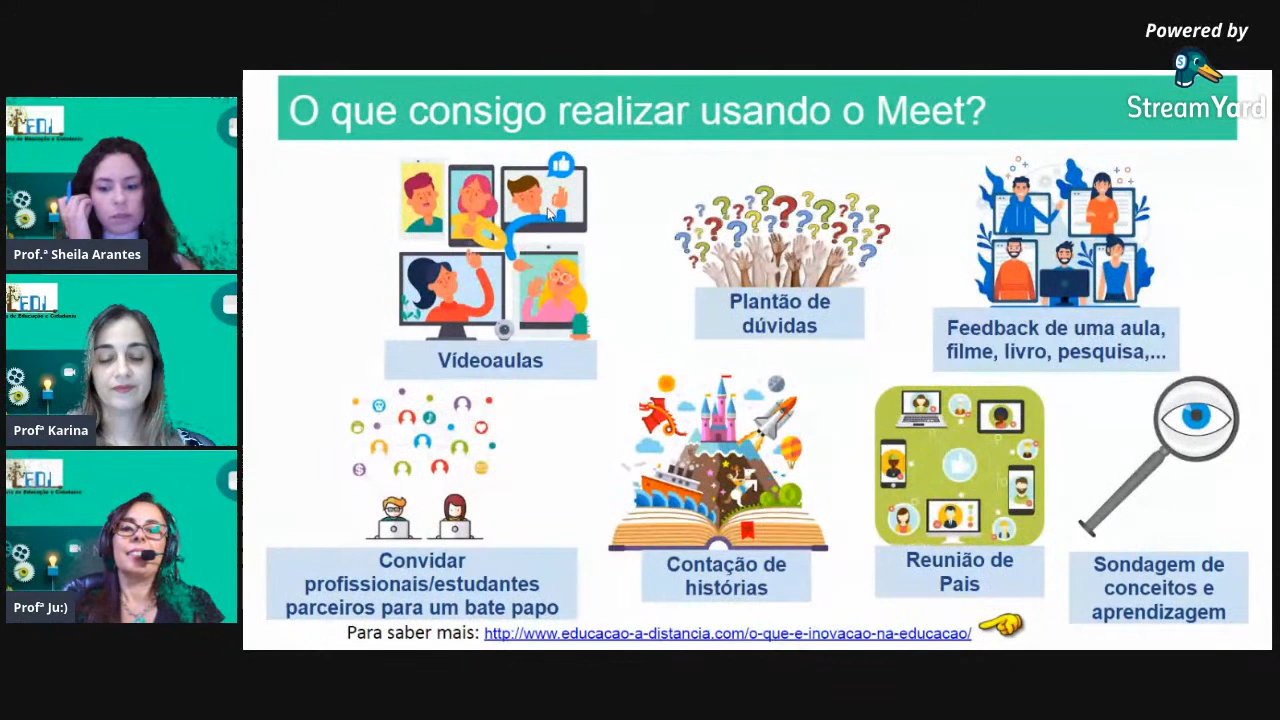 Powered by
StreamYard
O que consigo realizar usando o Meet?
Vídeoaulas
Plantão de
dúvidas
Feedback de uma aula,
filme, livro, pesquisa,...
Convidar
profissionais/estudantes
parceiros para um bate papo
Contação de
histórias
Reunião de
Pais
Sondagem de
conceitos e
aprendizagem
Para saber mais: http://www.educacao-a-distancia.com/o-que-e-inovacao-na-educacao/
Prof.ª Sheila Arantes
Profª Karina
Profª Ju:)